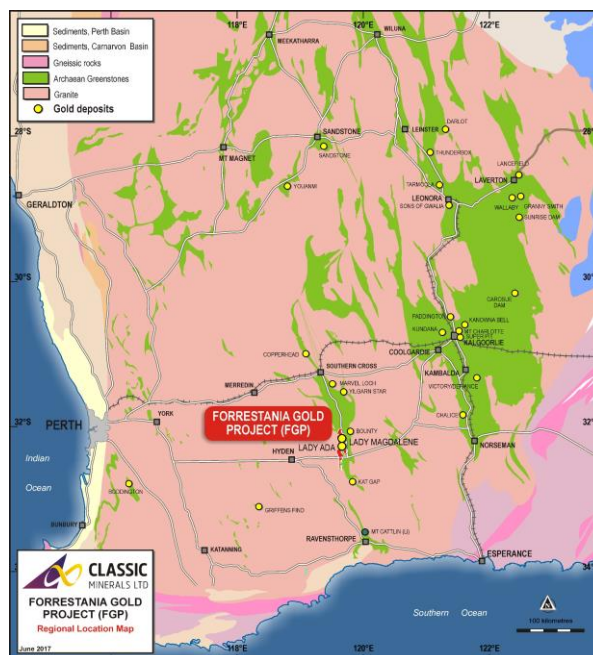 Sediments, Perth Basin
Sediments, Carnarvon Basin
Gneissic rocks
Archaean Greenstones
Granite
Gold deposits
118°E
120°E
122°E
MEEKATHARRA
WILUNA
28°S
SANDSTONE
SANDSTONE
LEINSTER
DARLOT
MT MAGNET
THUNDERBOX
YOUANMI
TARMOOLA
LEONORA
SONS OF GWALIA
LANCEFIELD
LAVERTON
WALLABY
GRANNY SMITH
SUNRISE DAM
GERALDTON
30°S
CAROSUE
DAM
PADDINGTON
KANOWNA BELL
KUNDANA
MT CHARLOTTE
KALGOORLIE
COOLGARDIE
COPPERHEAD
SOUTHERN CROSS
KAMBALDA
MERREDIN
MARVEL LOCH
YILGARN STAR
VICTORY/DEFIANCE
CHALICE
32°S
PERTH
YORK
FORRESTANIA GOLD
PROJECT (FGP)
BOUNTY
LADY MAGDALENE
LADY ADA
NORSEMAN
HYDEN
Indian
Ocean
BODDINGTON
KAT GAP
GRIFFENS FIND
BUNBURY
MT CATTLIN (Li)
RAVENSTHORPE
KATANNING
ESPERANCE
34°S
CLASSIC
MINERALS LTD
FORRESTANIA GOLD
PROJECT (FGP)
Regional Location Map
June 2017
Southern Ocean
100 kilometres
118°E
120°E
122°E